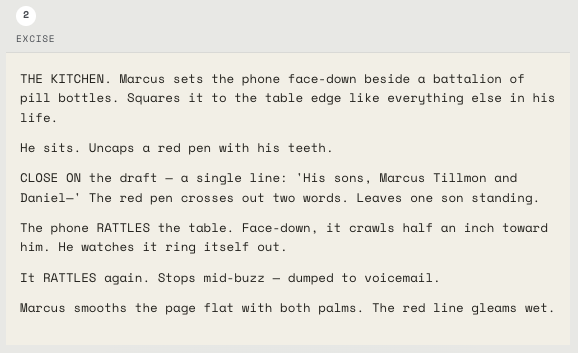 2
EXCISE
THE KITCHEN. Marcus sets the phone face-down beside a battalion of
pill bottles. Squares it to the table edge like everything else in his
life.
He sits. Uncaps a red pen with his teeth.
CLOSE ON the draft — a single line: 'His sons, Marcus Tillmon and
Daniel—' The red pen crosses out two words. Leaves one son standing.
The phone RATTLES the table. Face-down, it crawls half an inch toward
him. He watches it ring itself out.
It RATTLES again. Stops mid-buzz — dumped to voicemail.
Marcus smooths the page flat with both palms. The red line gleams wet.